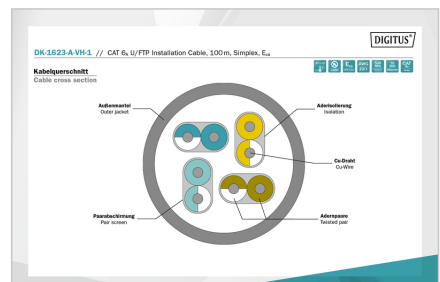 DIGITUS®
DK-1623-A-VH-1 // CAT 6A U/FTP Installation Cable, 100 m, Simplex, Eca
Kabelquerschnitt
Cable cross section
Außenmantel
Outer jacket
Aderisolierung
Isolation
Cu-Draht
Cu-Wire
Paarabschirmung
Pair screen
Aderspaare
Twisted pair